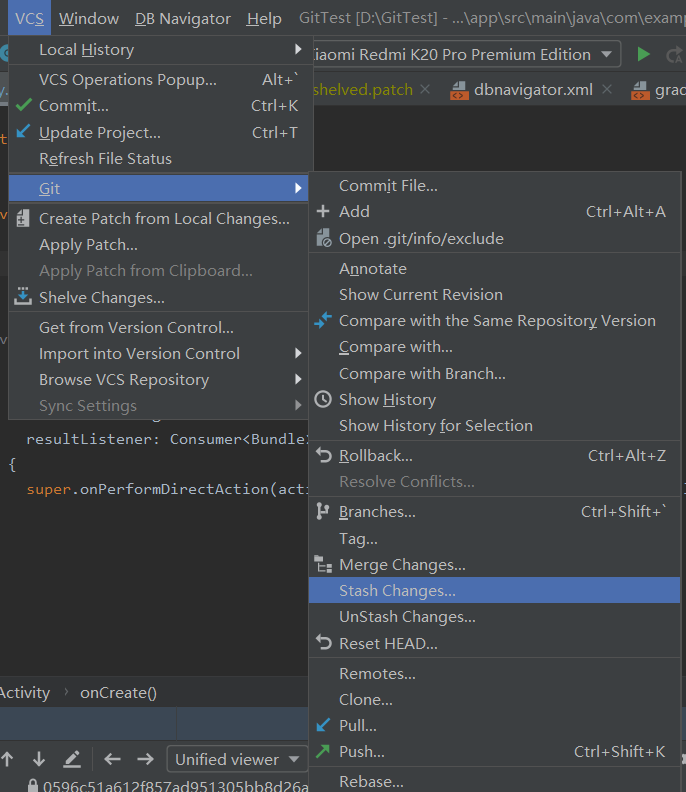 VCS Window DB Navigator Help GitTest [D:\GitTest] - ...\app\src\main\java\com\examp
Local History
Xiaomi Redmi K20 Pro Premium Edition
VCS Operations Popup... Alt+`
shelved.patch dbnavigator.xml grad
Commit... Ctrl+K
Update Project... Ctrl+T
Refresh File Status
Git
Create Patch from Local Changes...
Apply Patch...
Apply Patch from Clipboard...
Shelve Changes...
Get from Version Control...
Import into Version Control
Browse VCS Repository
Sync Settings
Commit File...
Add Ctrl+Alt+A
Open .git/info/exclude
Annotate
Show Current Revision
Compare with the Same Repository Version
Compare with...
Compare with Branch...
Show History
Show History for Selection
Rollback... Ctrl+Alt+Z
Resolve Conflicts...
Branches... Ctrl+Shift+`
Tag...
Merge Changes...
Stash Changes...
UnStash Changes...
Reset HEAD...
Remotes...
Clone...
Pull...
Push... Ctrl+Shift+K
Rebase...
resultListener: Consumer<Bundle
{
super.onPerformDirectAction(acti
Activity › onCreate()
Unified viewer
0596c51a612f857ad951305bb8d26a